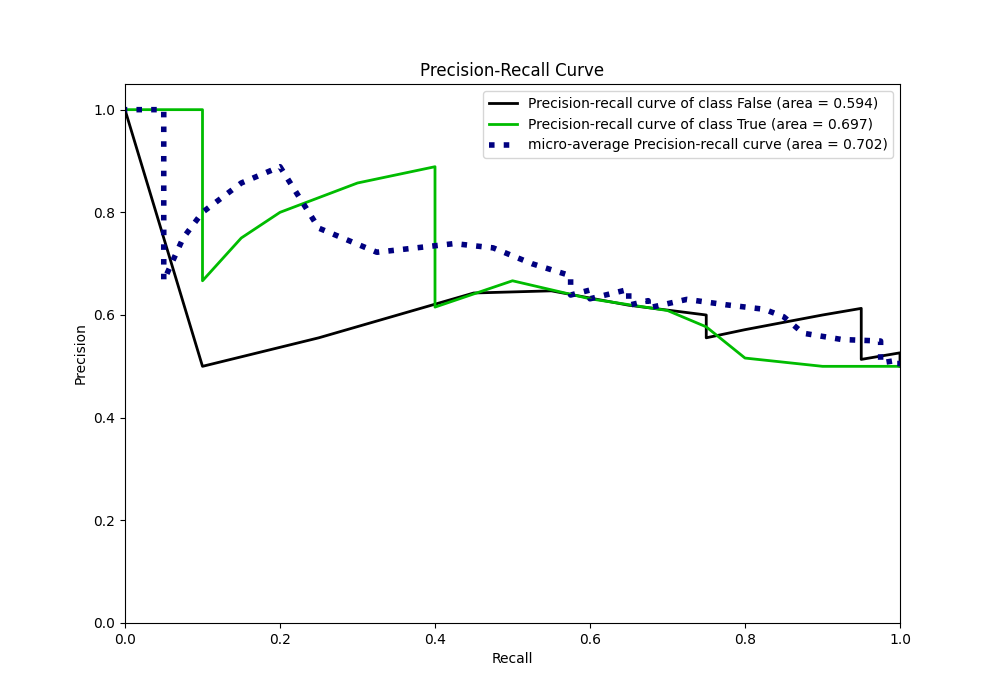 Precision-Recall Curve
Precision-recall curve of class False (area = 0.594)
Precision-recall curve of class True (area = 0.697)
micro-average Precision-recall curve (area = 0.702)
1.0
0.8
0.6
0.4
0.2
0.0
Precision
0.0 0.2 0.4 0.6 0.8 1.0
Recall